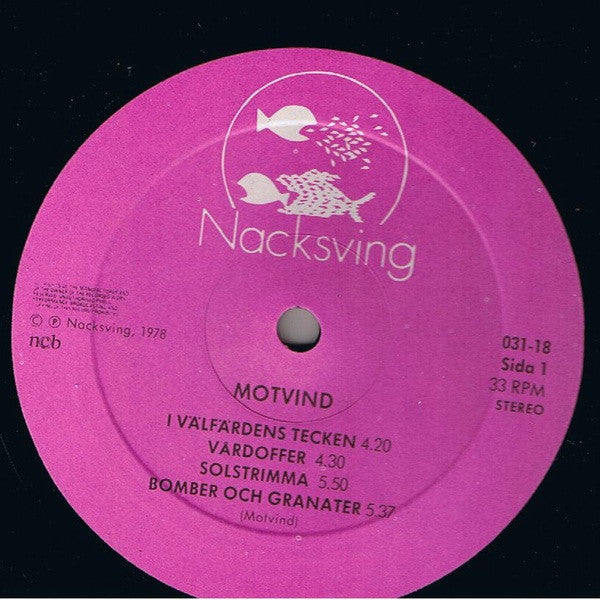 Nacksving
© ℗ Nacksving, 1978
ncb
031-18
Sida 1
33 RPM
STEREO
MOTVIND
I VÄLFÄRDENS TECKEN 4.20
VÅRDOFFER 4.30
SOLSTRIMMA 5.50
BOMBER OCH GRANATER 5.37
(Motvind)